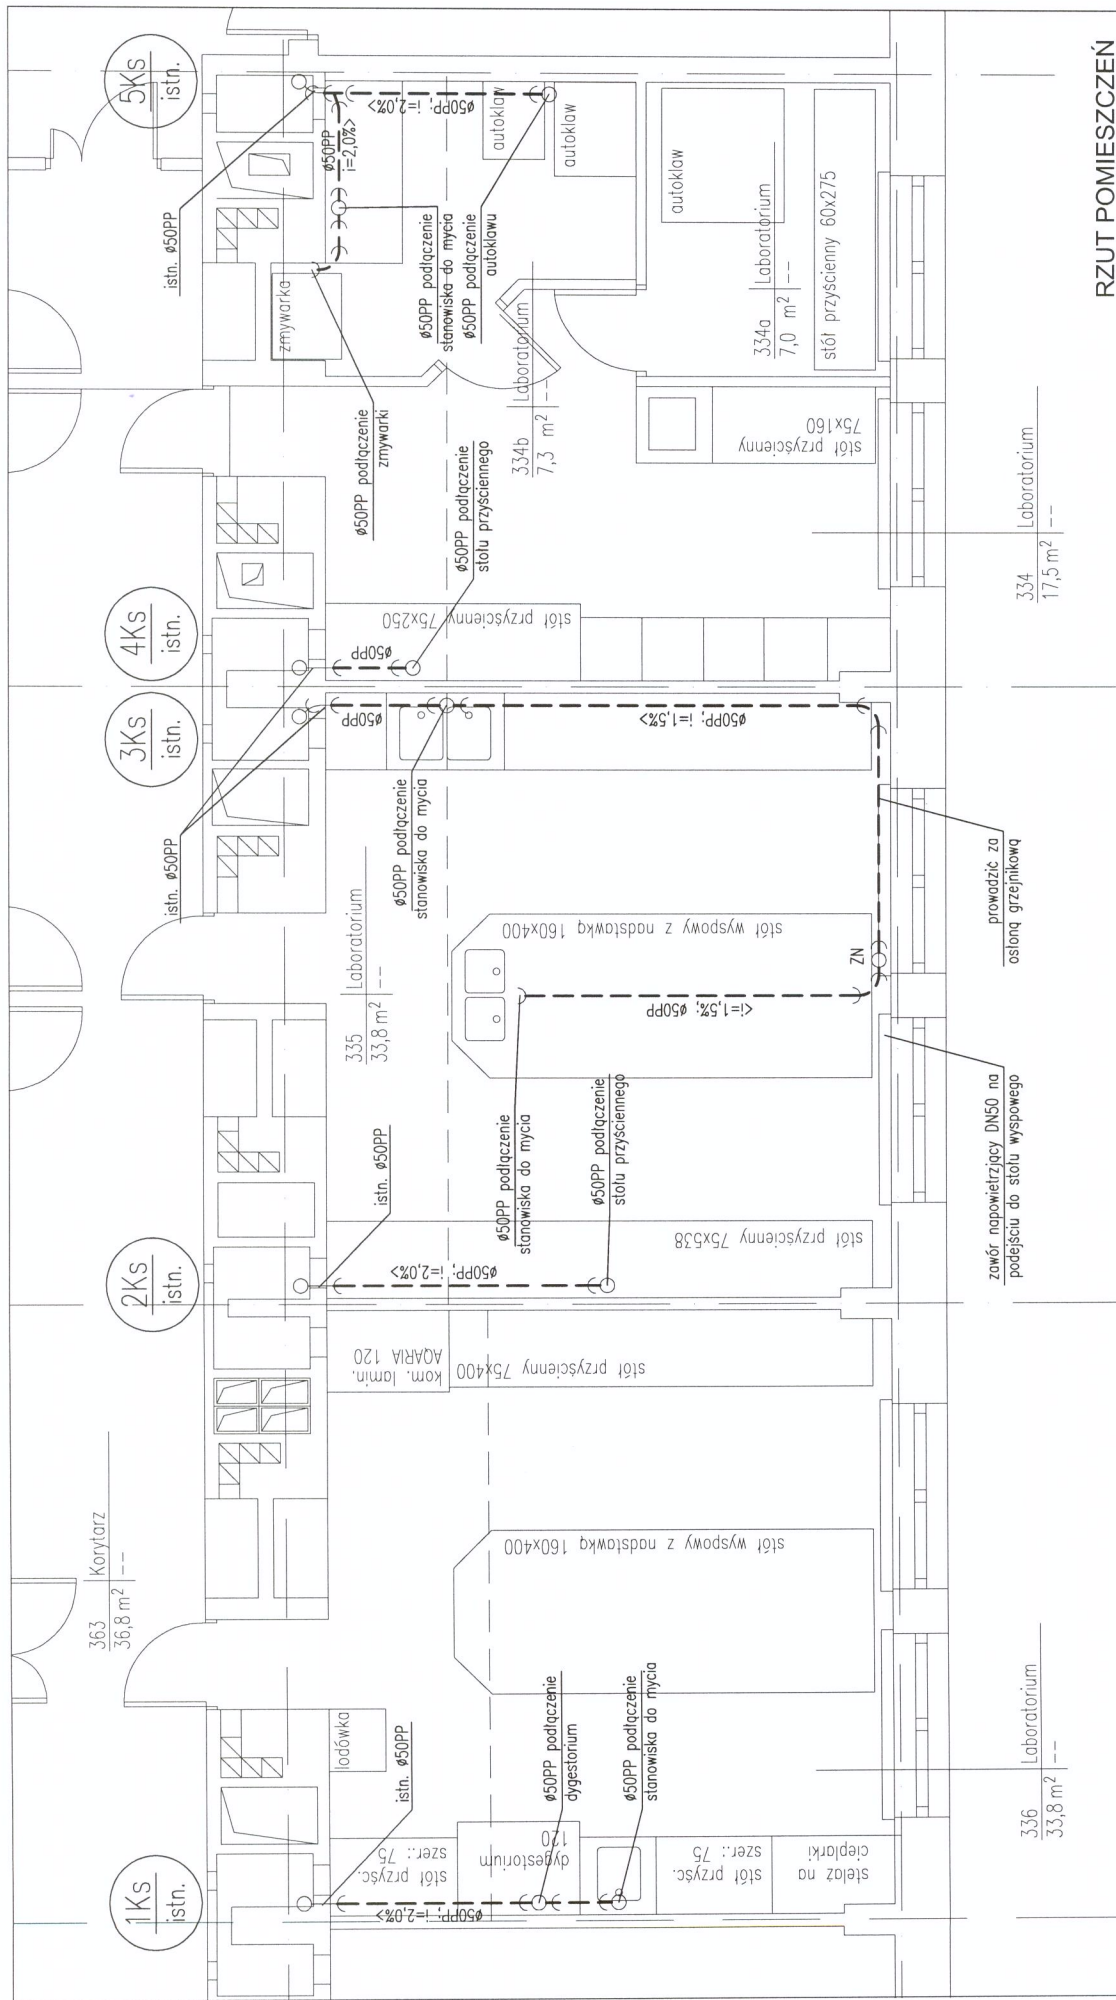 1Ks
istn.
2Ks
istn.
3Ks
istn.
4Ks
istn.
5Ks
istn.
363
Korytarz
36,8 m² --
istn. ø50PP
istn. ø50PP
istn. ø50PP
istn. ø50PP
lodówka
stół przyśc.
szer.: 75
dygestorium
120
stół przyśc.
szer.: 75
stelaż na
cieplarki
ø50PP; i=2,0%>
ø50PP podłączenie
dygestorium
ø50PP podłączenie
stanowiska do mycia
stół wyspowy z nadstawką 160x400
kom. lamin.
AQARIA 120
stół przyścienny 75x400
336
Laboratorium
33,8 m² --
ø50PP; i=2,0%>
stół przyścienny 75x538
ø50PP podłączenie
stanowiska do mycia
ø50PP podłączenie
stołu przyściennego
335
Laboratorium
33,8 m² --
stół wyspowy z nadstawką 160x400
<i=1,5%; ø50PP
ZN
zawór napowietrzjący DN50 na
podejściu do stołu wyspowego
prowadzić za
osłoną grzejnikową
ø50PP podłączenie
stanowiska do mycia
ø50PP
ø50PP; i=1,5%>
ø50PP
stół przyścienny 75x250
ø50PP podłączenie
stołu przyściennego
ø50PP podłączenie
zmywarki
334
Laboratorium
17,5 m² --
stół przyścienny
75x160
334b
Laboratorium
7,3 m² --
zmywarka
ø50PP
i=2,0%>
ø50PP; i=2,0%>
ø50PP podłączenie
stanowiska do mycia
ø50PP podłączenie
autoklawu
autoklaw
autoklaw
autoklaw
334a
Laboratorium
7,0 m² --
stół przyścienny 60x275
RZUT POMIESZCZEŃ